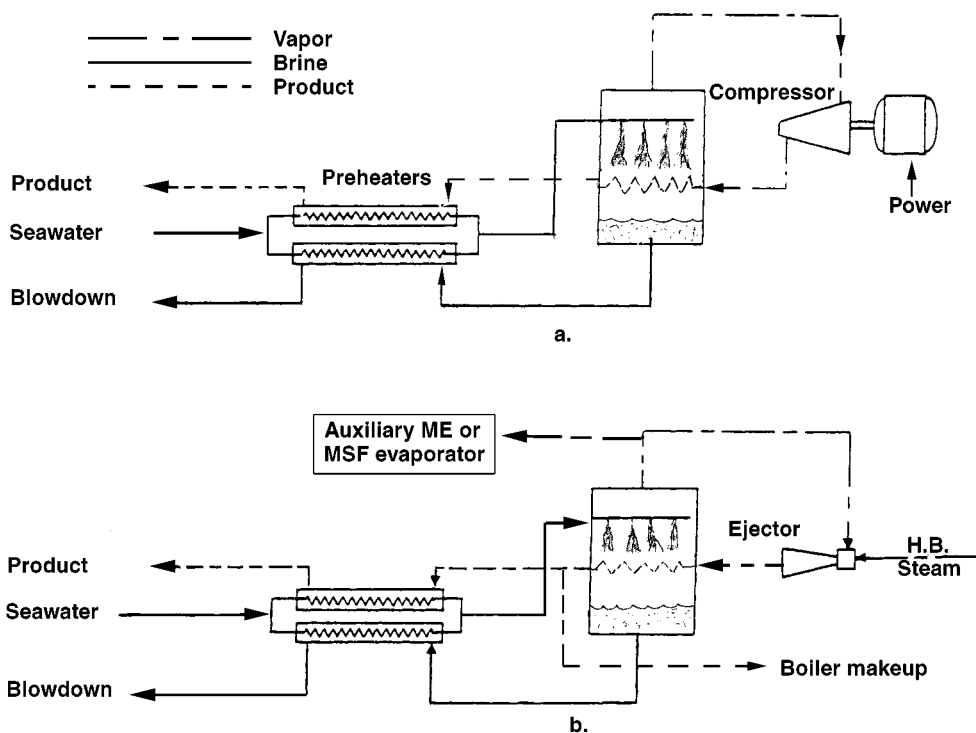 Vapor
Brine
Product
Compressor
Product
Preheaters
Seawater
Power
Blowdown
a.
Auxiliary ME or
MSF evaporator
Ejector
H.B.
Steam
Product
Seawater
Boiler makeup
Blowdown
b.